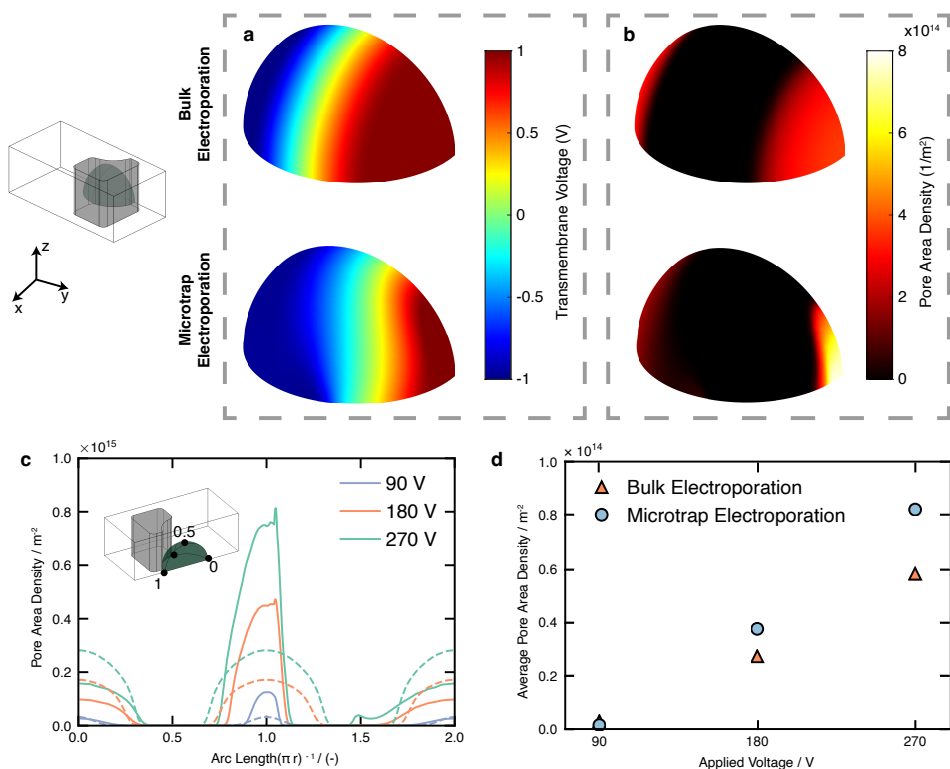 a
b
x10¹⁴
Bulk
Electroporation
1
0.5
0
-0.5
-1
Transmembrane Voltage (V)
8
6
4
2
0
Pore Area Density (1/m²)
z
y
x
Microtrap
Electroporation
c
×10¹⁵
1.0
0.8
0.6
0.4
0.2
0.0
Pore Area Density / m⁻²
0.5
0
1
90 V
180 V
270 V
0.0 0.5 1.0 1.5 2.0
Arc Length(π r) ⁻¹ / (-)
d
× 10¹⁴
1.0
0.8
0.6
0.4
0.2
0.0
Average Pore Area Density / m⁻²
Bulk Electroporation
Microtrap Electroporation
90 180 270
Applied Voltage / V